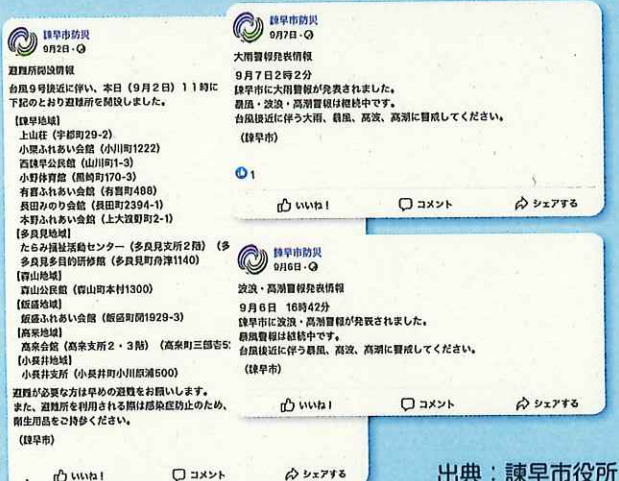 諫早市防災
9月2日・
避難所開設情報
台風9号接近に伴い、本日（9月2日）11時に
下記のとおり避難所を開設しました。
【諫早地域】
上山荘（宇都町29-2）
小栗ふれあい会館（小川町1222）
西諫早公民館（山川町1-3）
小野体育館（黒崎町170-3）
有喜ふれあい会館（有喜町488）
長田みのり会館（長田町2394-1）
本野ふれあい会館（上大渡野町2-1）
【多良見地域】
たらみ福祉活動センター（多良見支所2階）（多
多良見多目的研修館（多良見町舟津1140）
【森山地域】
森山公民館（森山町本村1300）
【飯盛地域】
飯盛ふれあい会館（飯盛町開1929-3）
【高来地域】
高来会館（高来支所2・3階）（高来町三部壱5
【小長井地域】
小長井支所（小長井町小川原浦500）
避難が必要な方は早めの避難をお願いします。
また、避難所を利用される際は感染症防止のため、
衛生用品をご持参ください。
（諫早市）
いいね！ コメント シェアする
諫早市防災
9月7日・
大雨警報発表情報
9月7日2時2分
諫早市に大雨警報が発表されました。
暴風・波浪・高潮警報は継続中です。
台風接近に伴う大雨、暴風、高波、高潮に警戒してください。
（諫早市）
1
いいね！ コメント シェアする
諫早市防災
9月6日・
波浪・高潮警報発表情報
9月6日 16時42分
諫早市に波浪・高潮警報が発表されました。
暴風警報は継続中です。
台風接近に伴う暴風、高波、高潮に警戒してください。
（諫早市）
いいね！ コメント シェアする
出典：諫早市役所